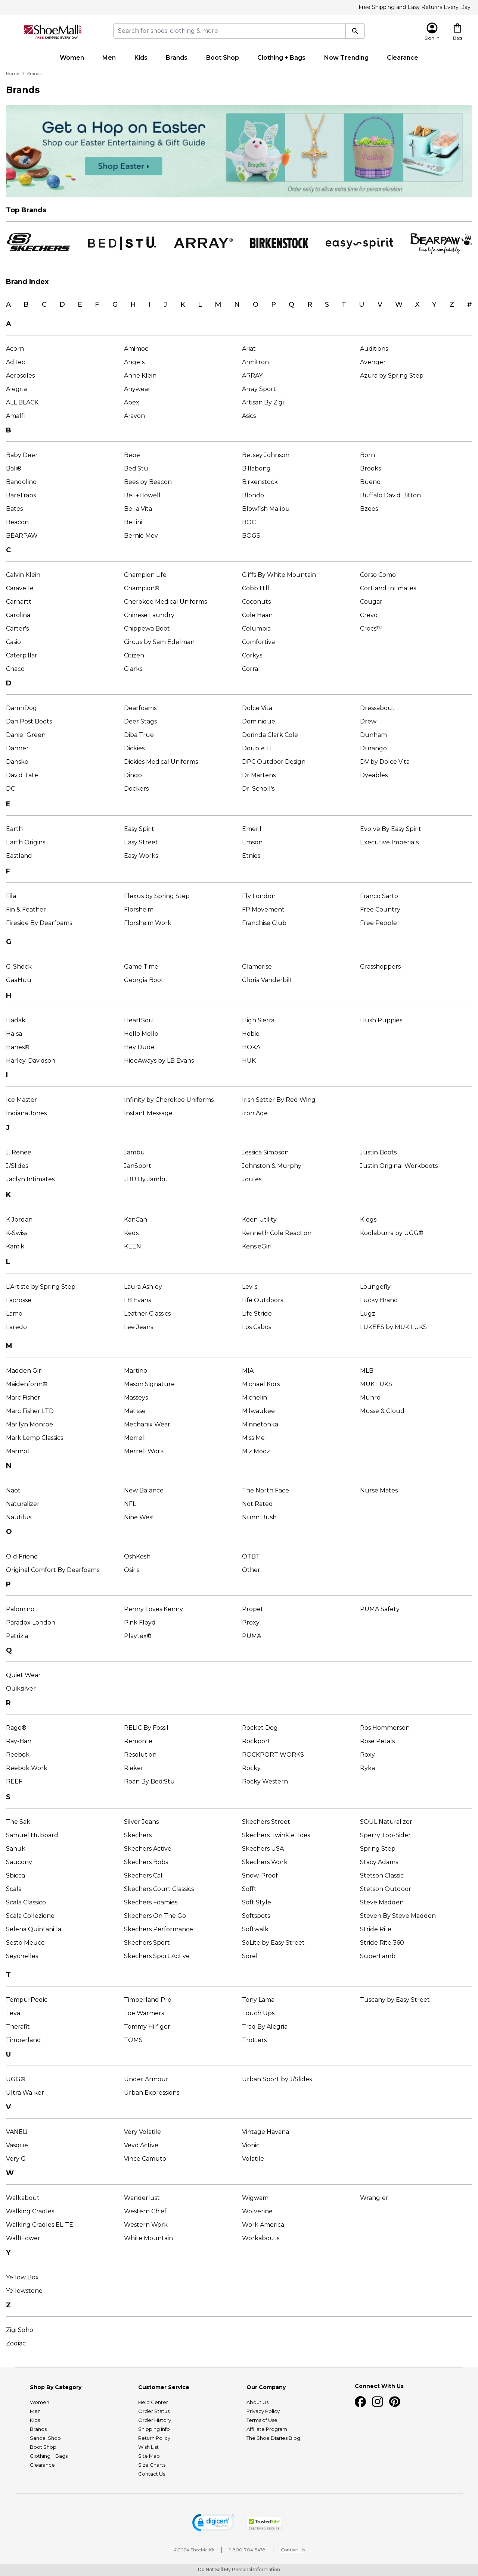 Free Shipping and Easy Returns Every Day
ShoeMall
FREE SHIPPING. EVERY DAY.
Search for shoes, clothing & more
Sign In
Bag
Women Men Kids Brands Boot Shop Clothing + Bags Now Trending Clearance
Home > Brands
Brands
Get a Hop on Easter
with our Entertaining & Gift Guide
Shop Easter
Order early to allow extra time for personalization.
Top Brands
SKECHERS BED|STU. ARRAY® BIRKENSTOCK easy spirit BEARPAW
live life comfortably
Brand Index
A B C D E F G H I J K L M N O P Q R S T U V W X Y Z #
A
Acorn Amimoc Ariat Auditions
AdTec Angels Armitron Avenger
Aerosoles Anne Klein ARRAY Azura by Spring Step
Alegria Anywear Array Sport
ALL BLACK Apex Artisan By Zigi
Amalfi Aravon Asics
B
Baby Deer Bebe Betsey Johnson Born
Bali® Bed:Stu Billabong Brooks
Bandolino Bees by Beacon Birkenstock Bueno
BareTraps Bell+Howell Blondo Buffalo David Bitton
Bates Bella Vita Blowfish Malibu Bzees
Beacon Bellini BOC
BEARPAW Bernie Mev BOGS
C
Calvin Klein Champion Life Cliffs By White Mountain Corso Como
Caravelle Champion® Cobb Hill Cortland Intimates
Carhartt Cherokee Medical Uniforms Coconuts Cougar
Carolina Chinese Laundry Cole Haan Crevo
Carter's Chippewa Boot Columbia Crocs™
Casio Circus by Sam Edelman Comfortiva
Caterpillar Citizen Corkys
Chaco Clarks Corral
D
DamnDog Dearfoams Dolce Vita Dressabout
Dan Post Boots Deer Stags Dominique Drew
Daniel Green Diba True Dorinda Clark Cole Dunham
Danner Dickies Double H Durango
Dansko Dickies Medical Uniforms DPC Outdoor Design DV by Dolce Vita
David Tate Dingo Dr Martens Dyeables
DC Dockers Dr. Scholl's
E
Earth Easy Spirit Emeril Evolve By Easy Spirit
Earth Origins Easy Street Emson Executive Imperials
Eastland Easy Works Etnies
F
Fila Flexus by Spring Step Fly London Franco Sarto
Fin & Feather Florsheim FP Movement Free Country
Fireside By Dearfoams Florsheim Work Franchise Club Free People
G
G-Shock Game Time Glamorise Grasshoppers
GaaHuu Georgia Boot Gloria Vanderbilt
H
Hadaki HeartSoul High Sierra Hush Puppies
Halsa Hello Mello Hobie
Hanes® Hey Dude HOKA
Harley-Davidson HideAways by LB Evans HUK
I
Ice Master Infinity by Cherokee Uniforms Irish Setter By Red Wing
Indiana Jones Instant Message Iron Age
J
J. Renee Jambu Jessica Simpson Justin Boots
J/Slides JanSport Johnston & Murphy Justin Original Workboots
Jaclyn Intimates JBU By Jambu Joules
K
K Jordan KanCan Keen Utility Klogs
K-Swiss Keds Kenneth Cole Reaction Koolaburra by UGG®
Kamik KEEN KensieGirl
L
L'Artiste by Spring Step Laura Ashley Levi's Loungefly
Lacrosse LB Evans Life Outdoors Lucky Brand
Lamo Leather Classics Life Stride Lugz
Laredo Lee Jeans Los Cabos LUKEES by MUK LUKS
M
Madden Girl Martino MIA MLB
Maidenform® Mason Signature Michael Kors MUK LUKS
Marc Fisher Masseys Michelin Munro
Marc Fisher LTD Matisse Milwaukee Musse & Cloud
Marilyn Monroe Mechanix Wear Minnetonka
Mark Lemp Classics Merrell Miss Me
Marmot Merrell Work Miz Mooz
N
Naot New Balance The North Face Nurse Mates
Naturalizer NFL Not Rated
Nautilus Nine West Nunn Bush
O
Old Friend OshKosh OTBT
Original Comfort By Dearfoams Osiris Other
P
Palomino Penny Loves Kenny Propet PUMA Safety
Paradox London Pink Floyd Proxy
Patrizia Playtex® PUMA
Q
Quiet Wear
Quiksilver
R
Rago® RELIC By Fossil Rocket Dog Ros Hommerson
Ray-Ban Remonte Rockport Rose Petals
Reebok Resolution ROCKPORT WORKS Roxy
Reebok Work Rieker Rocky Ryka
REEF Roan By Bed:Stu Rocky Western
S
The Sak Silver Jeans Skechers Street SOUL Naturalizer
Samuel Hubbard Skechers Skechers Twinkle Toes Sperry Top-Sider
Sanuk Skechers Active Skechers USA Spring Step
Saucony Skechers Bobs Skechers Work Stacy Adams
Sbicca Skechers Cali Snow-Proof Stetson Classic
Scala Skechers Court Classics Sofft Stetson Outdoor
Scala Classico Skechers Foamies Soft Style Steve Madden
Scala Collezione Skechers On The Go Softspots Steven By Steve Madden
Selena Quintanilla Skechers Performance Softwalk Stride Rite
Sesto Meucci Skechers Sport SoLite by Easy Street Stride Rite 360
Seychelles Skechers Sport Active Sorel SuperLamb
T
TempurPedic Timberland Pro Tony Lama Tuscany by Easy Street
Teva Toe Warmers Touch Ups
Therafit Tommy Hilfiger Traq By Alegria
Timberland TOMS Trotters
U
UGG® Under Armour Urban Sport by J/Slides
Ultra Walker Urban Expressions
V
VANELi Very Volatile Vintage Havana
Vasque Vevo Active Vionic
Very G Vince Camuto Volatile
W
Walkabout Wanderlust Wigwam Wrangler
Walking Cradles Western Chief Wolverine
Walking Cradles ELITE Western Work Work America
WallFlower White Mountain Workabouts
Y
Yellow Box
Yellowstone
Z
Zigi Soho
Zodiac
Shop By Category Customer Service Our Company Connect With Us
Women Help Center About Us
Men Order Status Privacy Policy
Kids Order History Terms of Use
Brands Shipping Info Affiliate Program
Sandal Shop Return Policy The Shoe Diaries Blog
Boot Shop Wish List
Clothing + Bags Site Map
Clearance Size Charts
Contact Us
digicert TrustedSite
CERTIFIED SECURE
©2024 ShoeMall® | 1-800-704-5478 | Contact Us
Do Not Sell My Personal Information